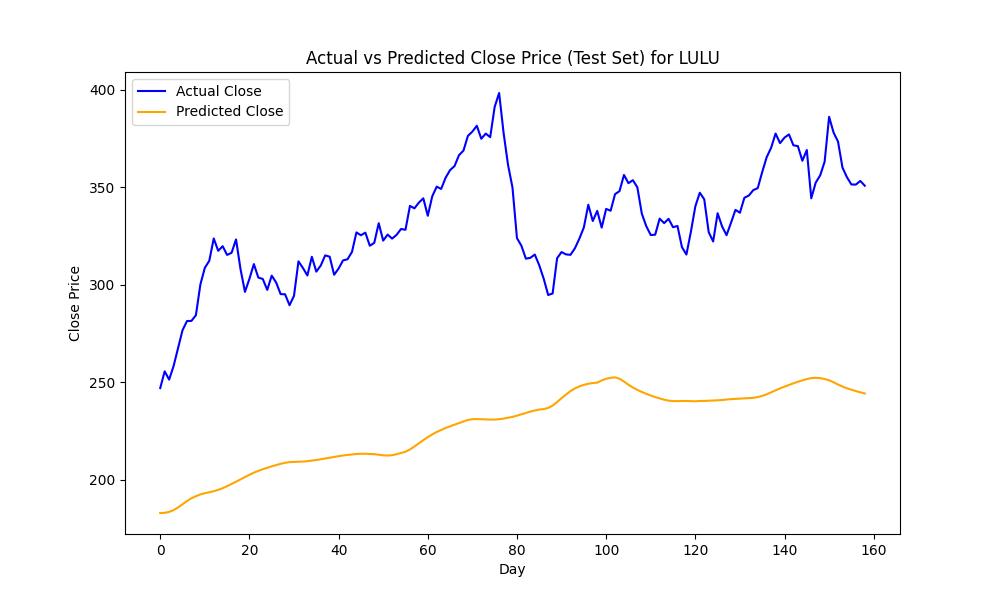 Actual vs Predicted Close Price (Test Set) for LULU
Actual Close
Predicted Close
400
350
300
250
200
Close Price
0 20 40 60 80 100 120 140 160
Day